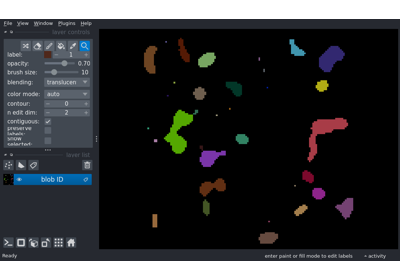 File View Window Plugins Help
layer controls
label: 1
opacity: 0.70
brush size: 10
blending: translucen
color mode: auto
contour: 0
n edit dim: 2
contiguous:
preserve
labels:
show
selected:
layer list
blob ID
Ready
enter paint or fill mode to edit labels
activity